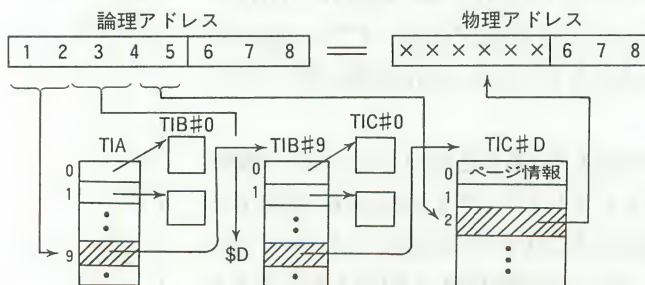 論理アドレス
物理アドレス
1 2 3 4 5 6 7 8
××××××6 7 8
TIA
TIB#0
TIB#9
TIC#0
TIC#D
0
1
9
$D
0
1
0
ページ情報
1
2